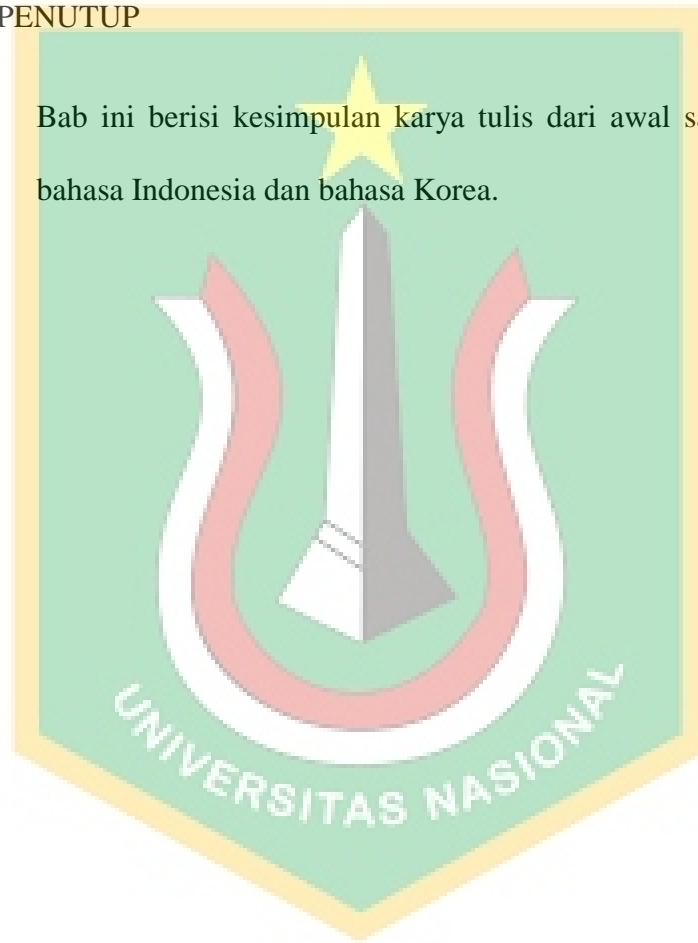 PENUTUP
Bab ini berisi kesimpulan karya tulis dari awal
bahasa Indonesia dan bahasa Korea.
UNIVERSITAS NASIONAL